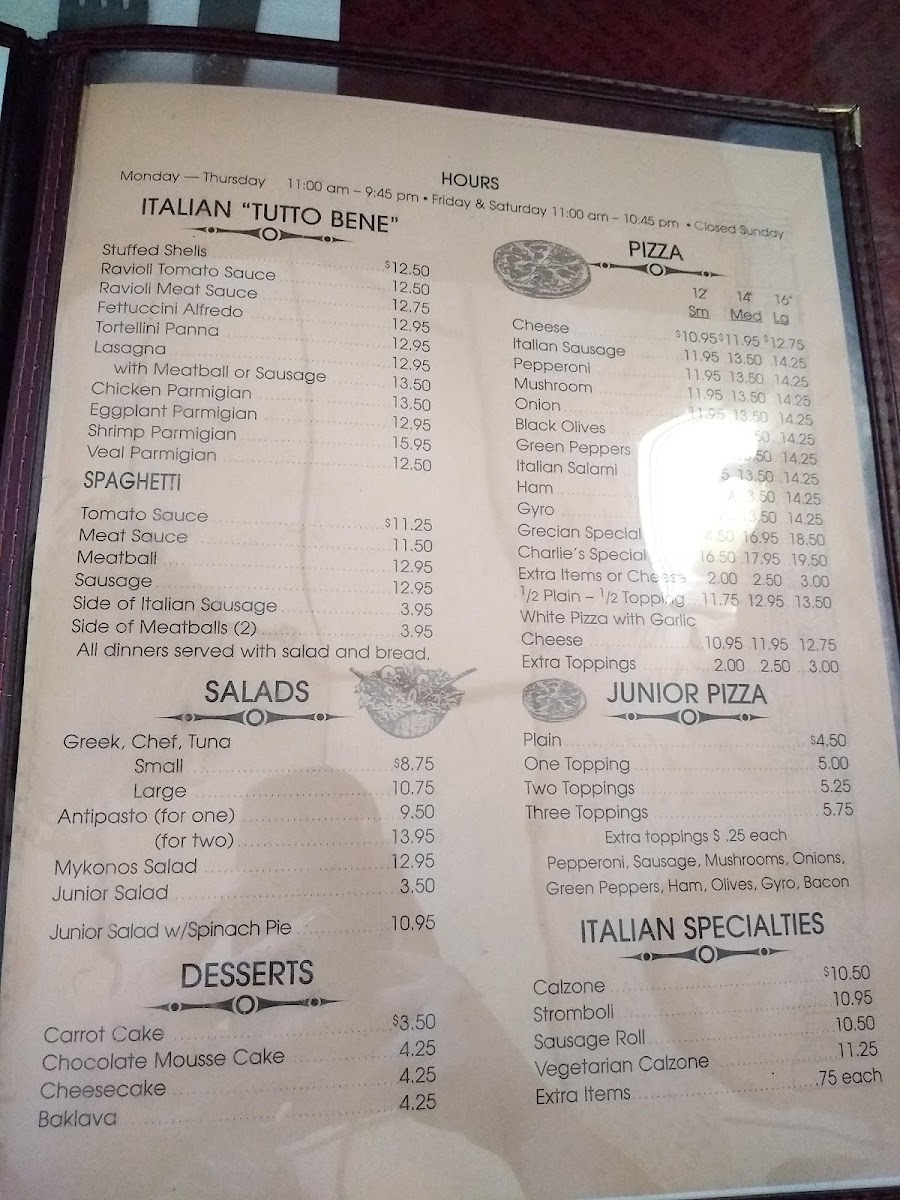 HOURS
Monday — Thursday 11:00 am – 9:45 pm • Friday & Saturday 11:00 am – 10:45 pm • Closed Sunday
ITALIAN "TUTTO BENE"
Stuffed Shells $12.50
Ravioli Tomato Sauce 12.50
Ravioli Meat Sauce 12.75
Fettuccini Alfredo 12.95
Tortellini Panna 12.95
Lasagna 12.95
with Meatball or Sausage 13.50
Chicken Parmigian 13.50
Eggplant Parmigian 12.95
Shrimp Parmigian 15.95
Veal Parmigian 12.50
SPAGHETTI
Tomato Sauce $11.25
Meat Sauce 11.50
Meatball 12.95
Sausage 12.95
Side of Italian Sausage 3.95
Side of Meatballs (2) 3.95
All dinners served with salad and bread.
SALADS
Greek, Chef, Tuna
Small $8.75
Large 10.75
Antipasto (for one) 9.50
(for two) 13.95
Mykonos Salad 12.95
Junior Salad 3.50
Junior Salad w/Spinach Pie 10.95
DESSERTS
Carrot Cake $3.50
Chocolate Mousse Cake 4.25
Cheesecake 4.25
Baklava 4.25
PIZZA
12" 14" 16"
Sm Med Lg
Cheese $10.95 $11.95 $12.75
Italian Sausage 11.95 13.50 14.25
Pepperoni 11.95 13.50 14.25
Mushroom 11.95 13.50 14.25
Onion 11.95 13.50 14.25
Black Olives 14.25
Green Peppers 14.25
Italian Salami 13.50 14.25
Ham 14.25
Gyro 14.25
Grecian Special 16.95 18.50
Charlie's Special 16.50 17.95 19.50
Extra Items or Cheese 2.00 2.50 3.00
1/2 Plain – 1/2 Topping 11.75 12.95 13.50
White Pizza with Garlic
Cheese 10.95 11.95 12.75
Extra Toppings 2.00 2.50 3.00
JUNIOR PIZZA
Plain $4.50
One Topping 5.00
Two Toppings 5.25
Three Toppings 5.75
Extra toppings $ .25 each
Pepperoni, Sausage, Mushrooms, Onions,
Green Peppers, Ham, Olives, Gyro, Bacon
ITALIAN SPECIALTIES
Calzone $10.50
Stromboli 10.95
Sausage Roll 10.50
Vegetarian Calzone 11.25
Extra Items .75 each